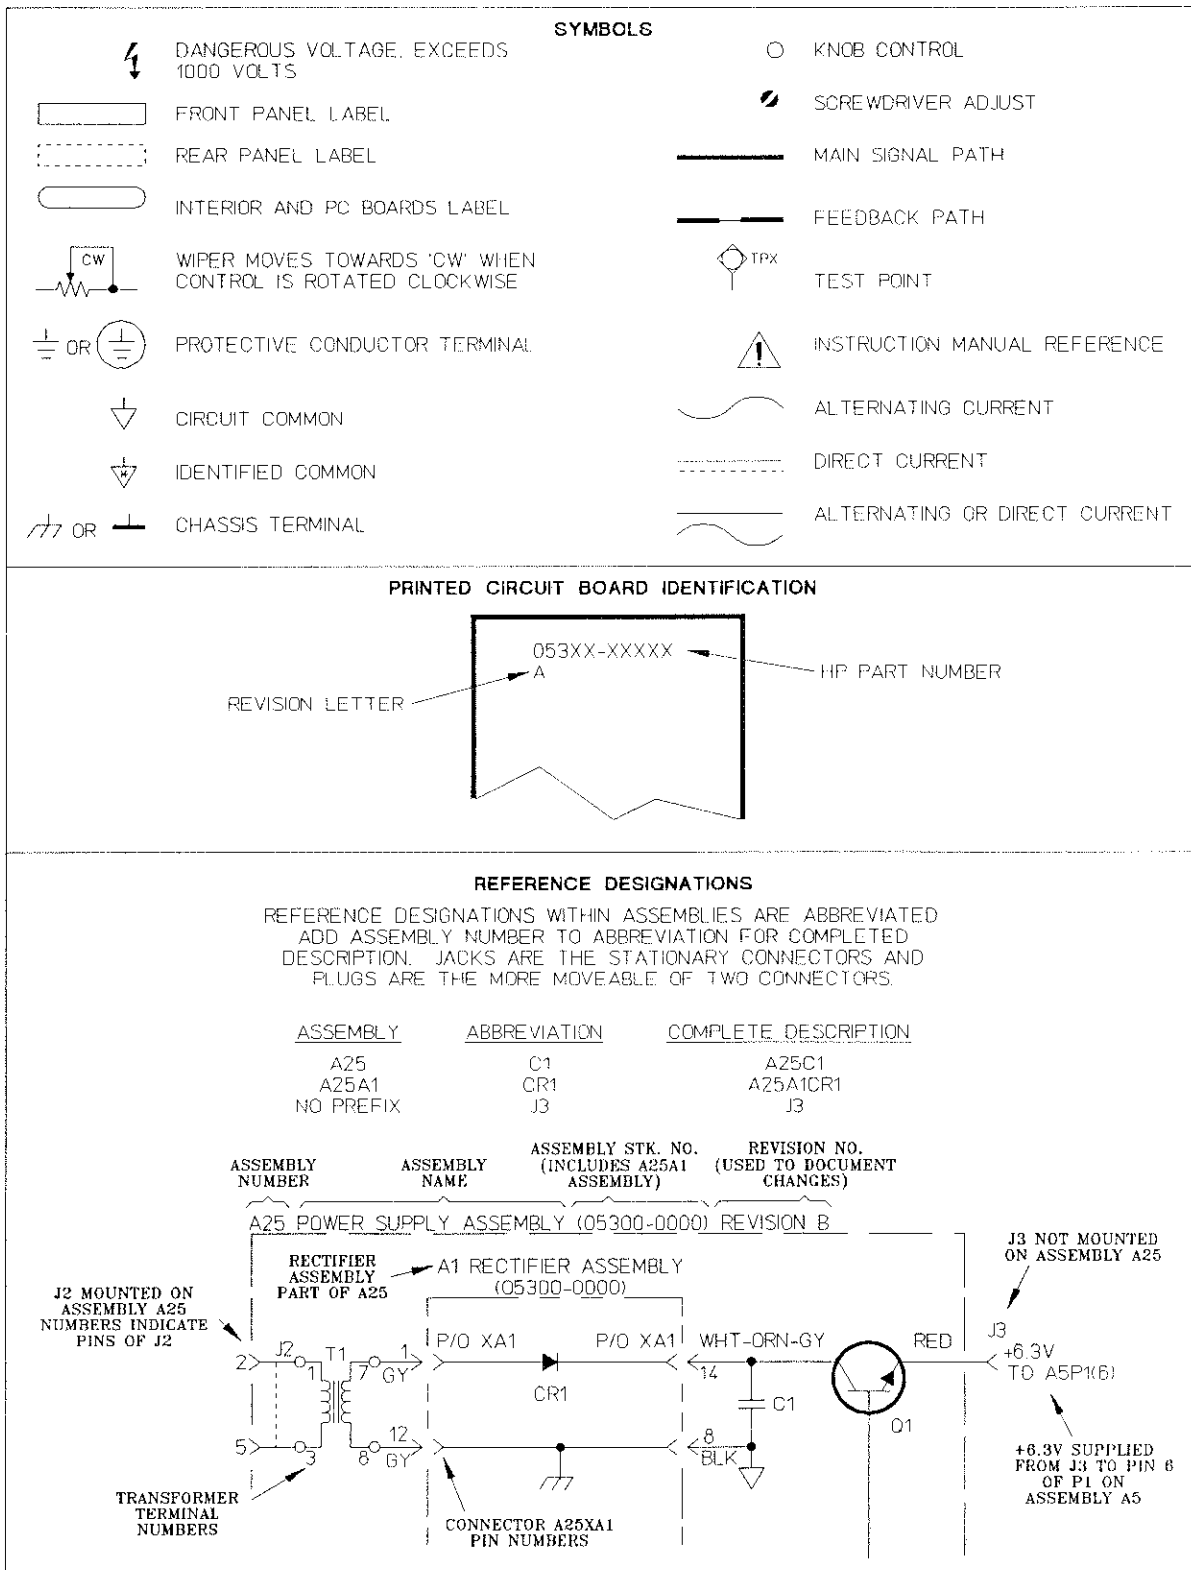 SYMBOLS
DANGEROUS VOLTAGE, EXCEEDS
1000 VOLTS
FRONT PANEL LABEL
REAR PANEL LABEL
INTERIOR AND PC BOARDS LABEL
CW
WIPER MOVES TOWARDS 'CW' WHEN
CONTROL IS ROTATED CLOCKWISE
OR
PROTECTIVE CONDUCTOR TERMINAL
CIRCUIT COMMON
IDENTIFIED COMMON
OR
CHASSIS TERMINAL
KNOB CONTROL
SCREWDRIVER ADJUST
MAIN SIGNAL PATH
FEEDBACK PATH
TPX
TEST POINT
!
INSTRUCTION MANUAL REFERENCE
ALTERNATING CURRENT
DIRECT CURRENT
ALTERNATING OR DIRECT CURRENT
PRINTED CIRCUIT BOARD IDENTIFICATION
053XX-XXXXX
A
HP PART NUMBER
REVISION LETTER
REFERENCE DESIGNATIONS
REFERENCE DESIGNATIONS WITHIN ASSEMBLIES ARE ABBREVIATED
ADD ASSEMBLY NUMBER TO ABBREVIATION FOR COMPLETED
DESCRIPTION. JACKS ARE THE STATIONARY CONNECTORS AND
PLUGS ARE THE MORE MOVEABLE OF TWO CONNECTORS.
ASSEMBLY ABBREVIATION COMPLETE DESCRIPTION
A25 C1 A25C1
A25A1 CR1 A25A1CR1
NO PREFIX J3 J3
ASSEMBLY
NUMBER
ASSEMBLY
NAME
ASSEMBLY STK. NO.
(INCLUDES A25A1
ASSEMBLY)
REVISION NO.
(USED TO DOCUMENT
CHANGES)
A25 POWER SUPPLY ASSEMBLY (05300-0000) REVISION B
RECTIFIER
ASSEMBLY
PART OF A25
A1 RECTIFIER ASSEMBLY
(05300-0000)
J3 NOT MOUNTED
ON ASSEMBLY A25
J2 MOUNTED ON
ASSEMBLY A25
NUMBERS INDICATE
PINS OF J2
J2
T1
2
1
7
1
GY
P/O XA1
P/O XA1
CR1
14
WHT-ORN-GY
C1
Q1
RED
J3
+6.3V
TO A5P1(6)
5
3
8
12
GY
8
BLK
TRANSFORMER
TERMINAL
NUMBERS
CONNECTOR A25XA1
PIN NUMBERS
+6.3V SUPPLIED
FROM J3 TO PIN 6
OF P1 ON
ASSEMBLY A5